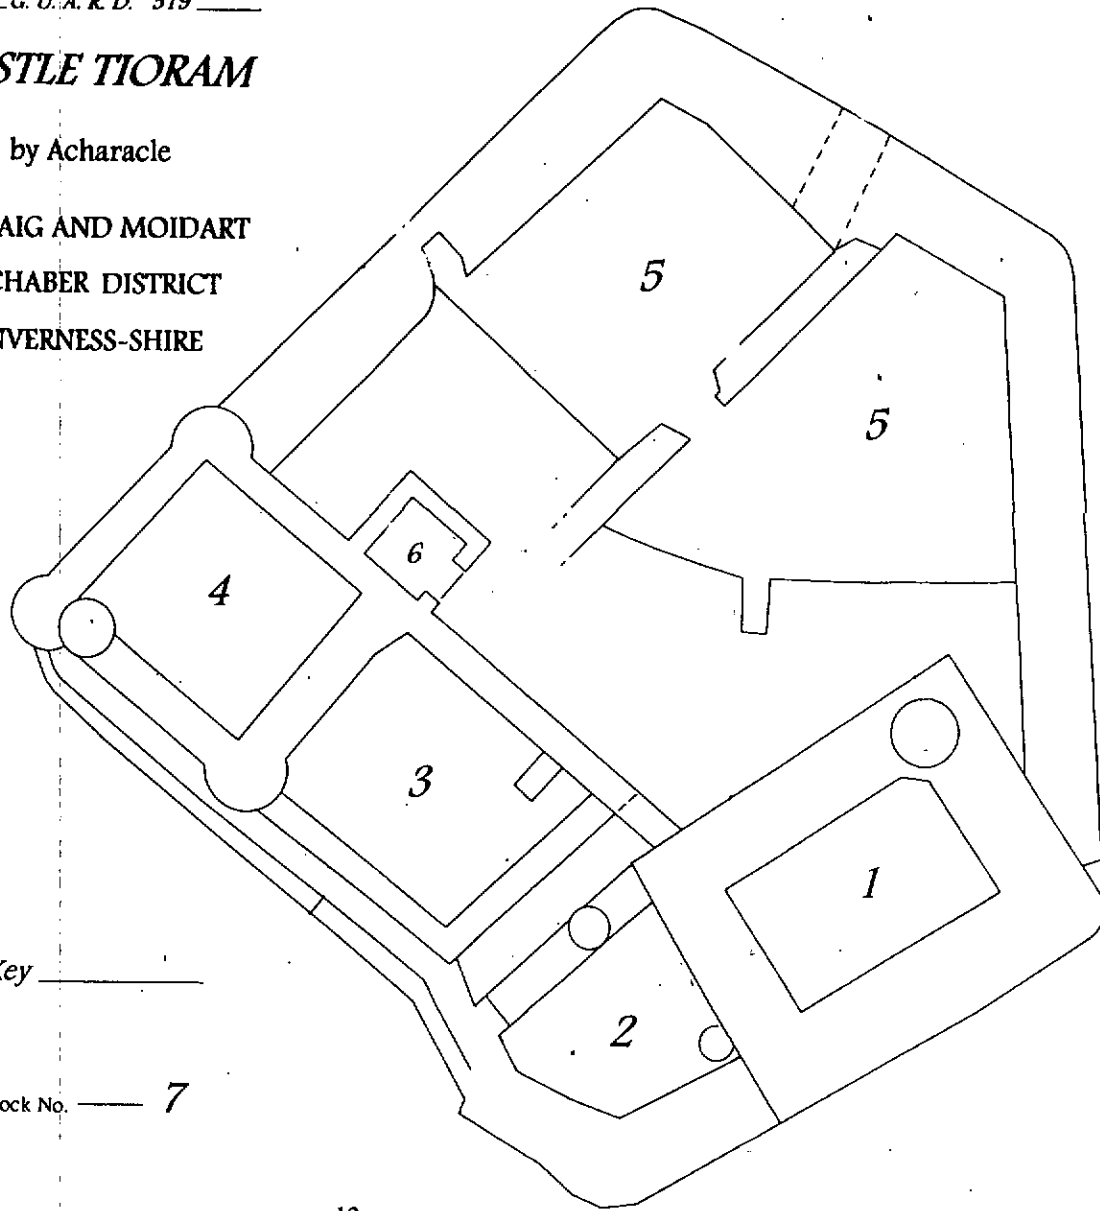 G. U. A. R. D. 519
STLE TIORAM
by Acharacle
AIG AND MOIDART
CHABER DISTRICT
NVERNESS-SHIRE
5
5
6
4
3
1
2
Key
ock No. 7